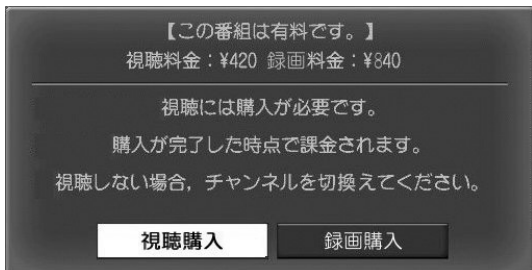 【この番組は有料です。】
視聴料金：¥420 録画料金：¥840
視聴には購入が必要です。
購入が完了した時点で課金されます。
視聴しない場合，チャンネルを切換えてください。
視聴購入 録画購入